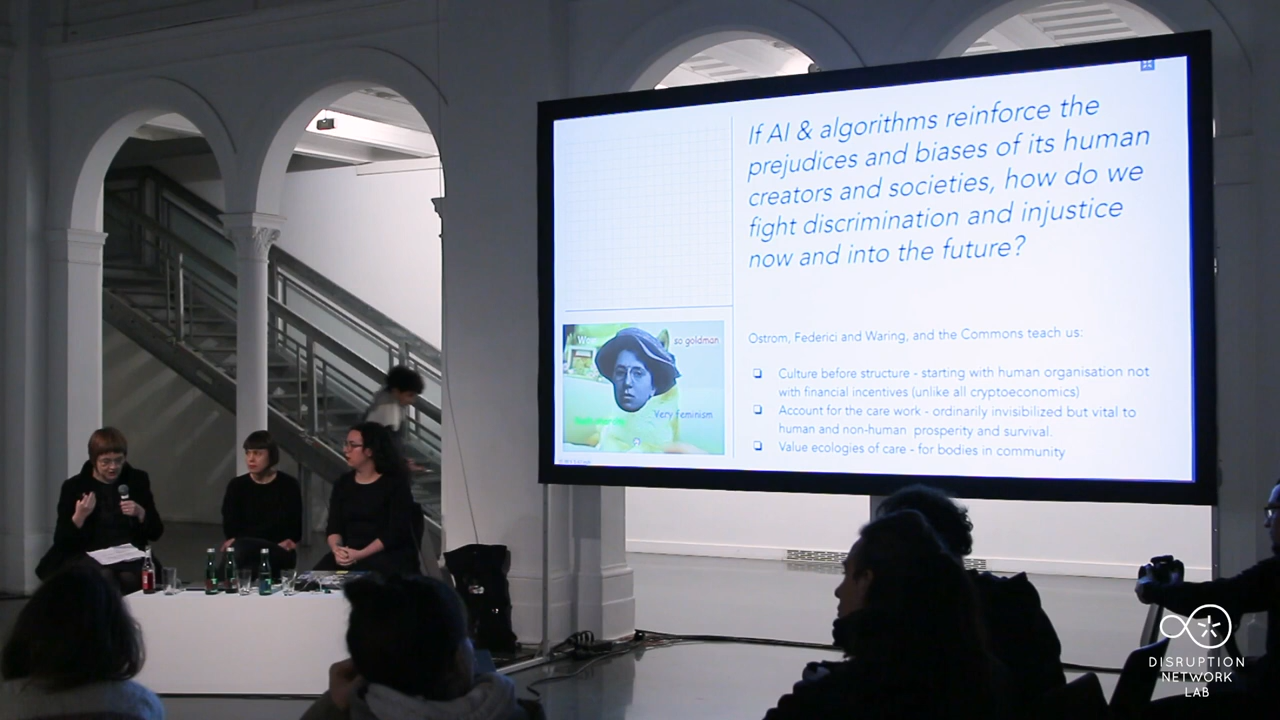 If AI & algorithms reinforce the
prejudices and biases of its human
creators and societies, how do we
fight discrimination and injustice
now and into the future?
so goldman
Very feminism
Ostrom, Federici and Waring, and the Commons teach us:
Culture before structure - starting with human organisation not
with financial incentives (unlike all cryptoeconomics)
Account for the care work - ordinarily invisibilized but vital to
human and non-human prosperity and survival.
Value ecologies of care - for bodies in community
DISRUPTION
NETWORK
LAB